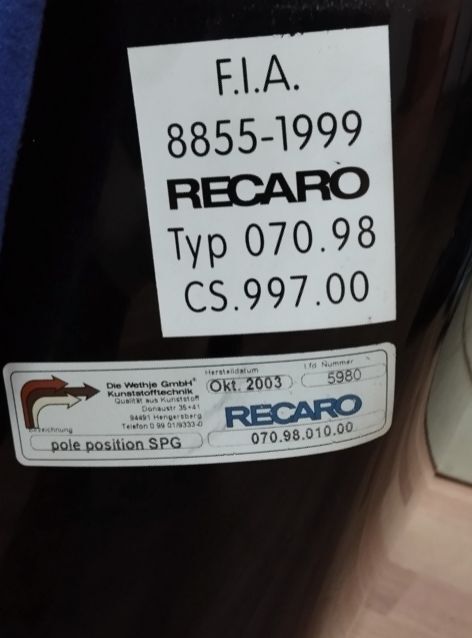 F.I.A.
8855-1999
RECARO
Typ 070.98
CS.997.00
Die Wethje GmbH
Kunststofftechnik
Qualität aus Kunststoff
Donaustr 35+41
94491 Hengersberg
Telefon 0 99 01/9333-0
Herstelldatum
Okt. 2003
Lfd Nummer
5980
RECARO
Bezeichnung
pole position SPG
070.98.010.00